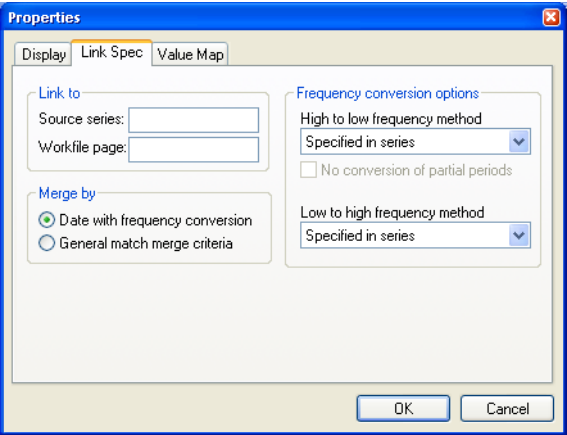 Properties
Display Link Spec Value Map
Link to
Source series:
Workfile page:
Merge by
Date with frequency conversion
General match merge criteria
Frequency conversion options
High to low frequency method
Specified in series
No conversion of partial periods
Low to high frequency method
Specified in series
OK Cancel